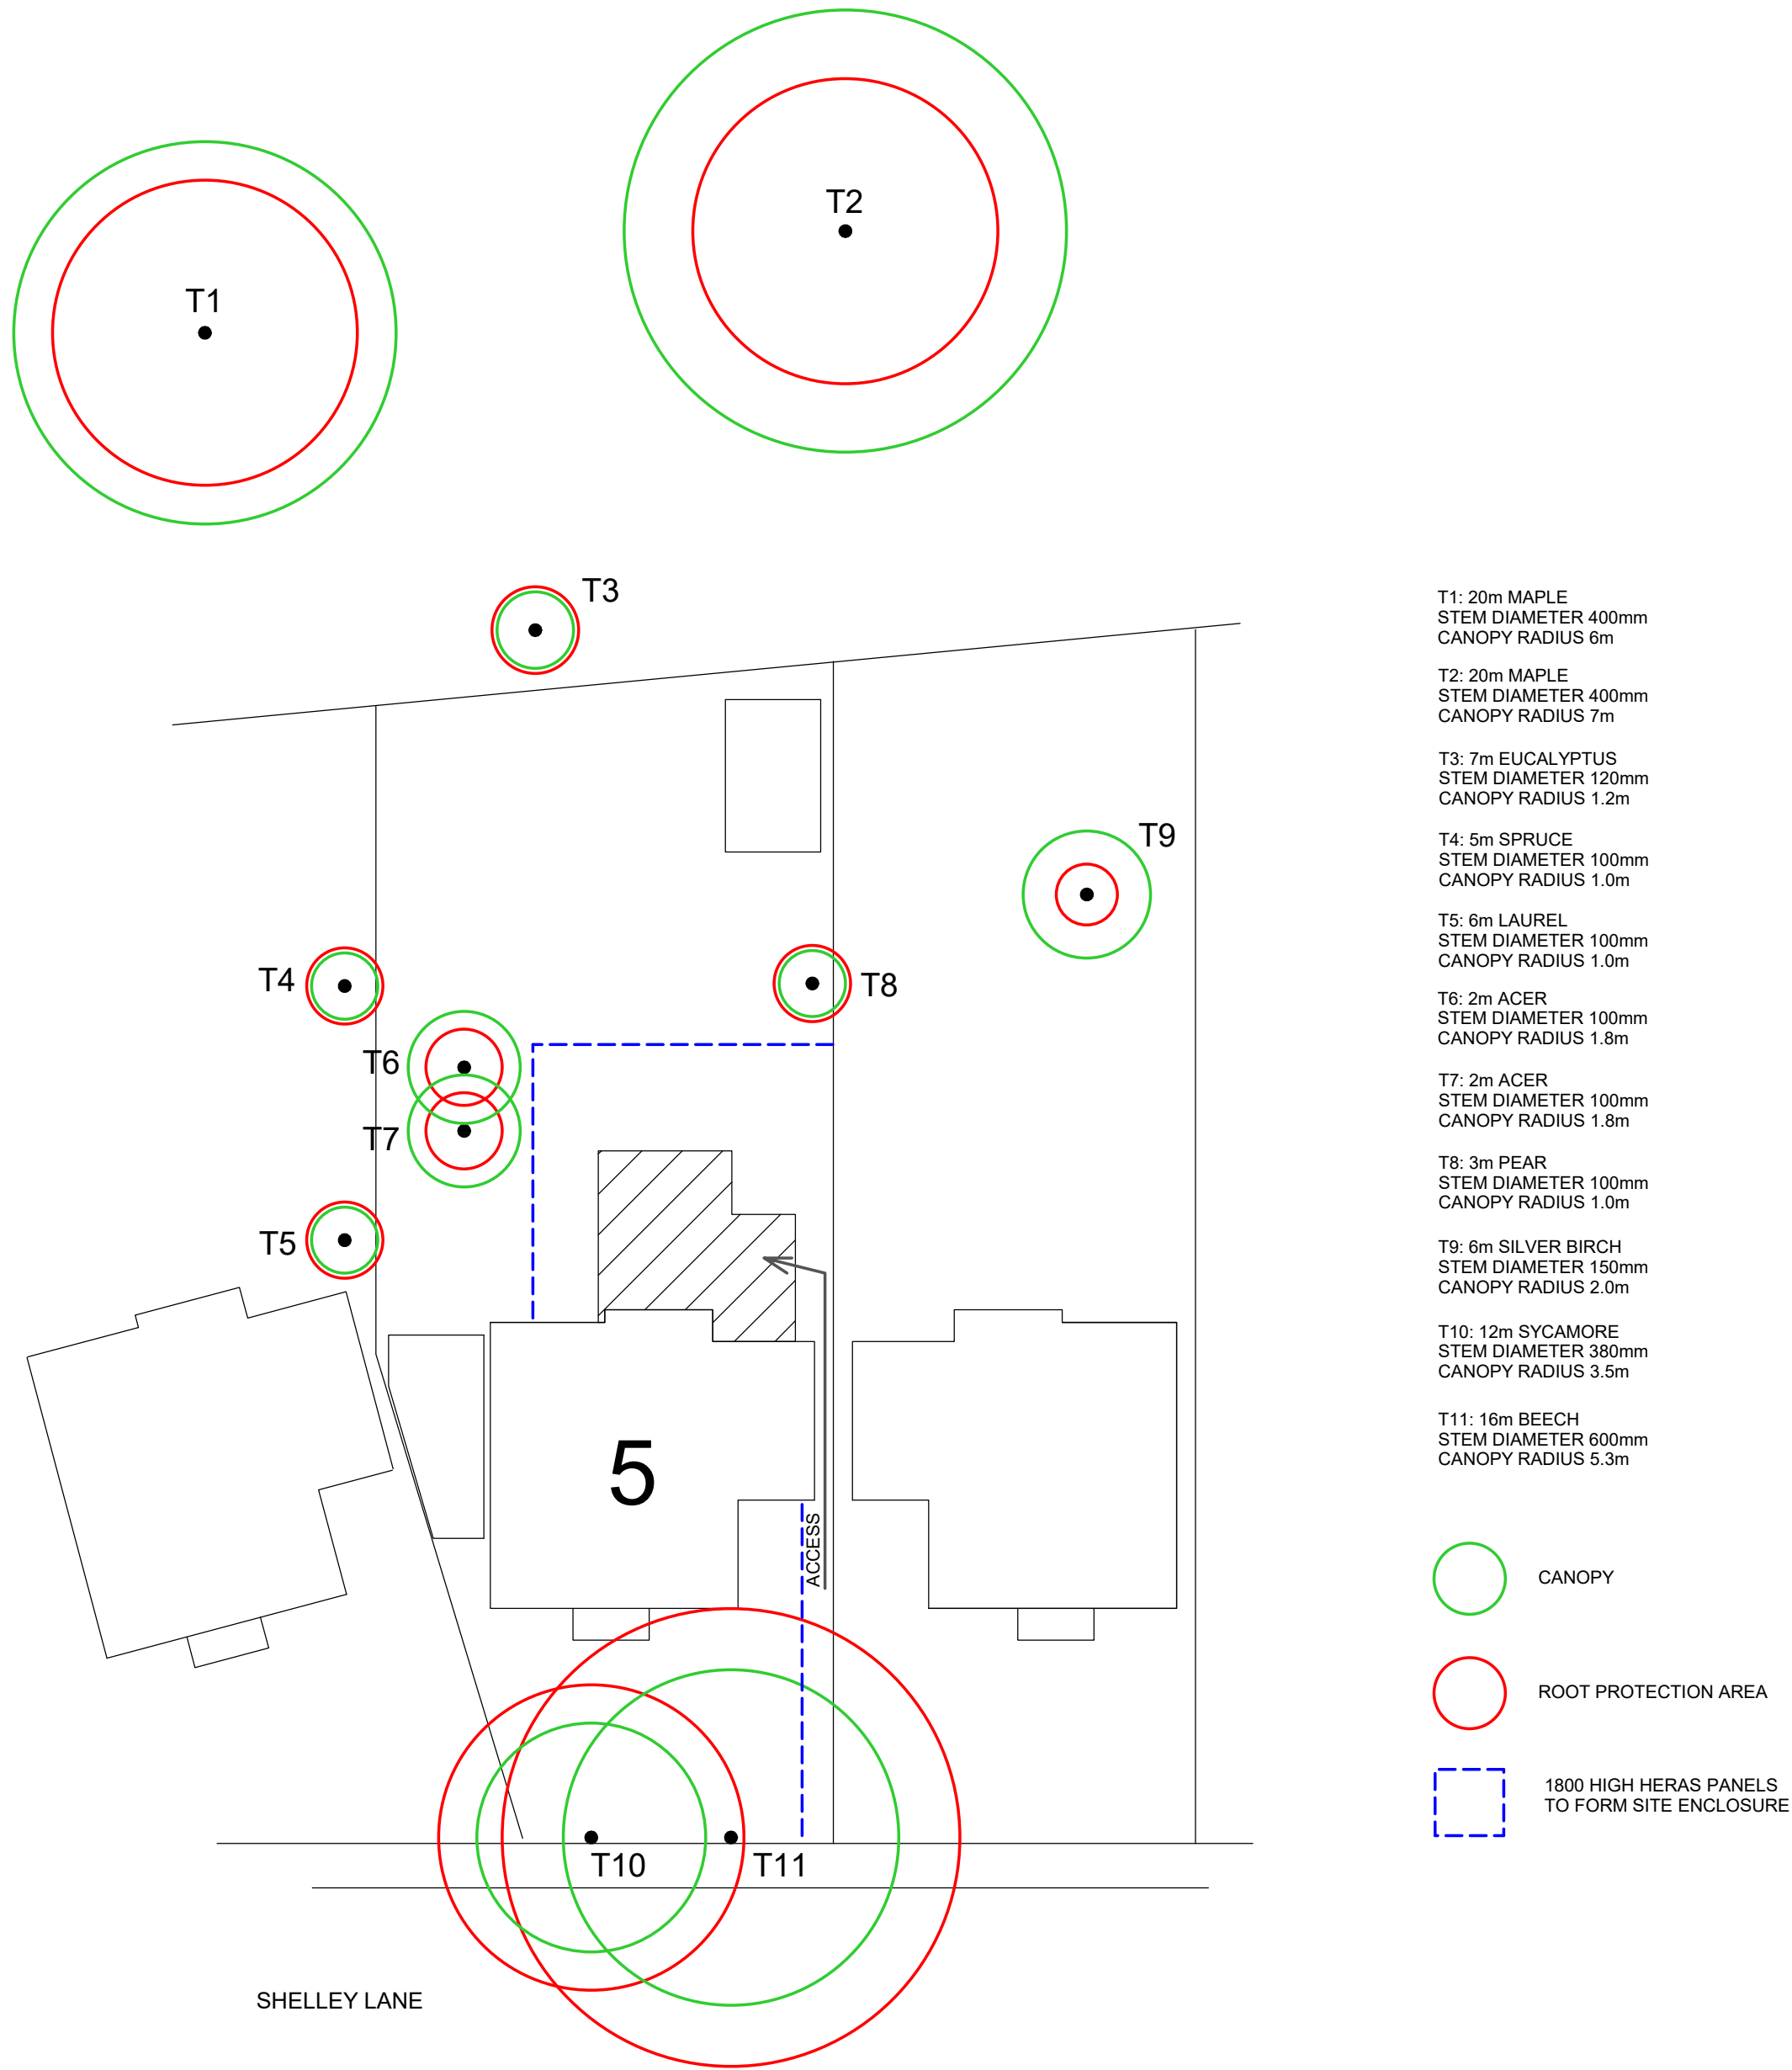 T2
T1
T3
T9
T4
T8
T6
T7
T5
5
ACCESS
T10
T11
SHELLEY LANE
T1: 20m MAPLE
STEM DIAMETER 400mm
CANOPY RADIUS 6m
T2: 20m MAPLE
STEM DIAMETER 400mm
CANOPY RADIUS 7m
T3: 7m EUCALYPTUS
STEM DIAMETER 120mm
CANOPY RADIUS 1.2m
T4: 5m SPRUCE
STEM DIAMETER 100mm
CANOPY RADIUS 1.0m
T5: 6m LAUREL
STEM DIAMETER 100mm
CANOPY RADIUS 1.0m
T6: 2m ACER
STEM DIAMETER 100mm
CANOPY RADIUS 1.8m
T7: 2m ACER
STEM DIAMETER 100mm
CANOPY RADIUS 1.8m
T8: 3m PEAR
STEM DIAMETER 100mm
CANOPY RADIUS 1.0m
T9: 6m SILVER BIRCH
STEM DIAMETER 150mm
CANOPY RADIUS 2.0m
T10: 12m SYCAMORE
STEM DIAMETER 380mm
CANOPY RADIUS 3.5m
T11: 16m BEECH
STEM DIAMETER 600mm
CANOPY RADIUS 5.3m
CANOPY
ROOT PROTECTION AREA
1800 HIGH HERAS PANELS
TO FORM SITE ENCLOSURE